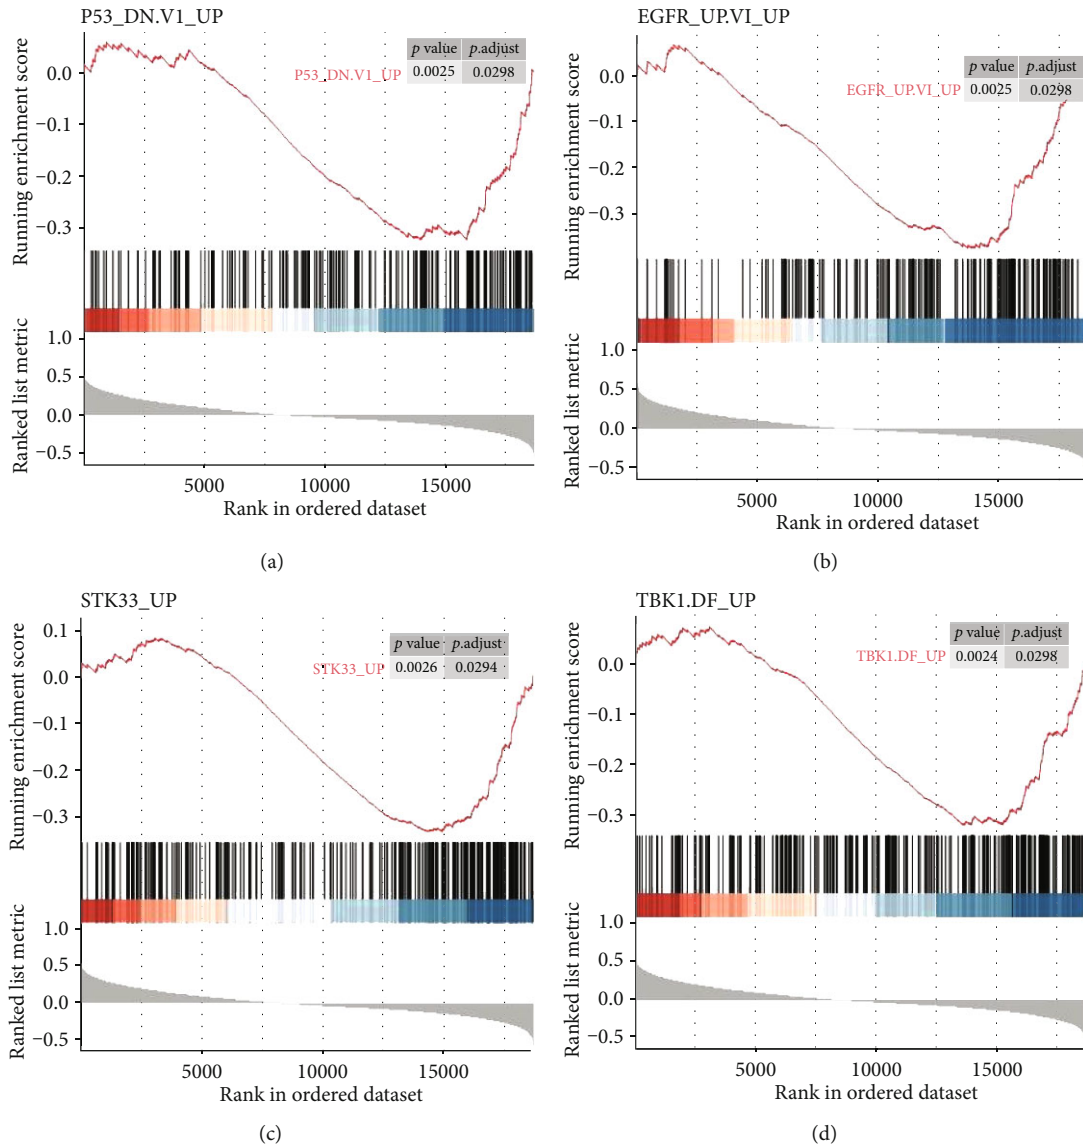 P53_DN.V1_UP
Running enrichment score
0.0
−0.1
−0.2
−0.3
P53_DN.V1_UP
p value p.adjust
0.0025 0.0298
Ranked list metric
1.0
0.5
0.0
−0.5
5000 10000 15000
Rank in ordered dataset
(a)
EGFR_UP.VI_UP
Running enrichment score
0.0
−0.1
−0.2
−0.3
EGFR_UP.VI_UP
p value p.adjust
0.0025 0.0298
Ranked list metric
1.0
0.5
0.0
−0.5
5000 10000 15000
Rank in ordered dataset
(b)
STK33_UP
Running enrichment score
0.1
0.0
−0.1
−0.2
−0.3
STK33_UP
p value p.adjust
0.0026 0.0294
Ranked list metric
1.0
0.5
0.0
−0.5
5000 10000 15000
Rank in ordered dataset
(c)
TBK1.DF_UP
Running enrichment score
0.0
−0.1
−0.2
−0.3
TBK1.DF_UP
p value p.adjust
0.0024 0.0298
Ranked list metric
1.0
0.5
0.0
−0.5
5000 10000 15000
Rank in ordered dataset
(d)